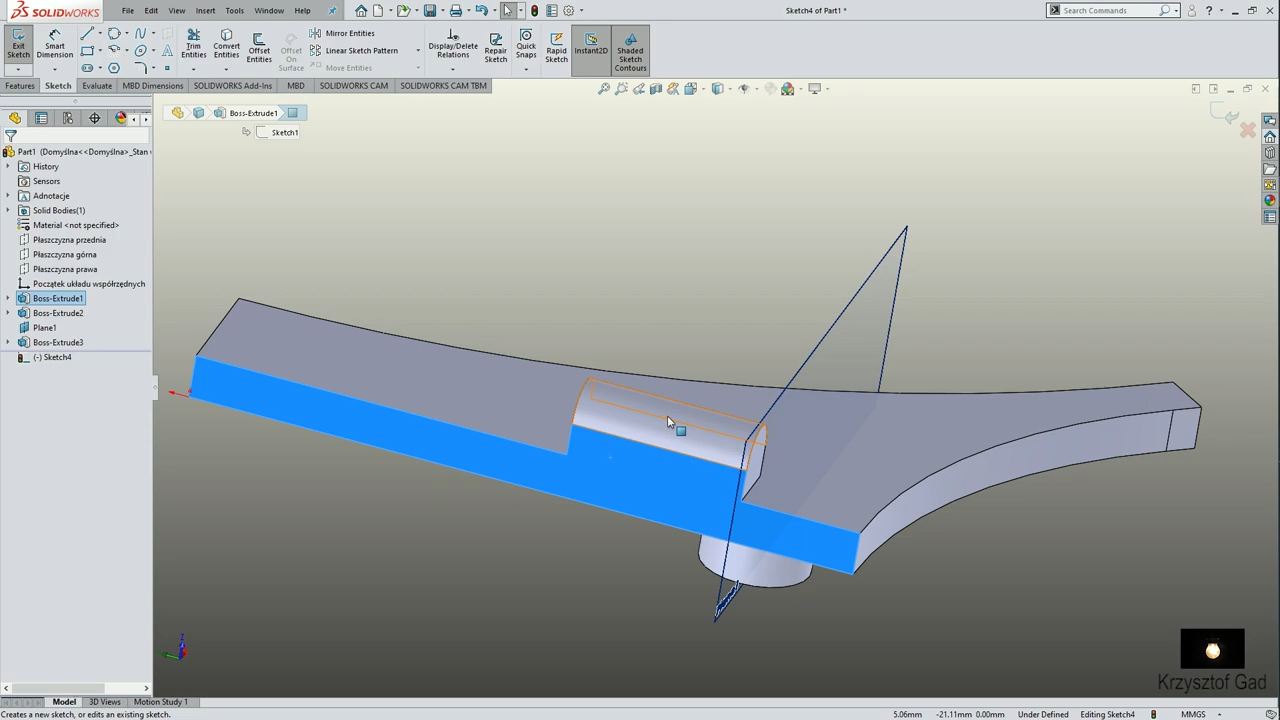 SOLIDWORKS
File Edit View Insert Tools Window Help
Sketch4 of Part1 *
Search Commands
Exit Sketch
Smart Dimension
Trim Entities
Convert Entities
Offset Entities
Offset On Surface
Mirror Entities
Linear Sketch Pattern
Move Entities
Display/Delete Relations
Repair Sketch
Quick Snaps
Rapid Sketch
Instant2D
Shaded Sketch Contours
Features Sketch Evaluate MBD Dimensions SOLIDWORKS Add-Ins MBD SOLIDWORKS CAM SOLIDWORKS CAM TBM
Boss-Extrude1
Sketch1
Part1 (Domyślna<<Domyślna>_Stan
History
Sensors
Adnotacje
Solid Bodies(1)
Material <not specified>
Płaszczyzna przednia
Płaszczyzna górna
Płaszczyzna prawa
Początek układu współrzędnych
Boss-Extrude1
Boss-Extrude2
Plane1
Boss-Extrude3
(-) Sketch4
Z
Krzysztof Gad
Model 3D Views Motion Study 1
Creates a new sketch, or edits an existing sketch.
5.06mm -21.11mm 0.00mm Under Defined Editing Sketch4 MMGS